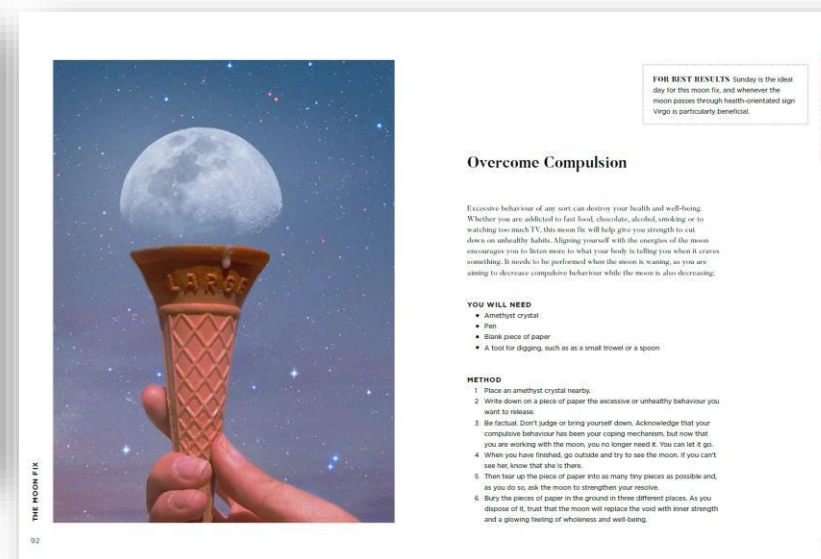 LARGE
THE MOON FIX
92
FOR BEST RESULTS Sunday is the ideal
day for this moon fix, and whenever the
moon passes through health-orientated sign
Virgo is particularly beneficial.
Overcome Compulsion
Excessive behaviour of any sort can destroy your health and well-being.
Whether you are addicted to fast food, chocolate, alcohol, smoking or to
watching too much TV, this moon fix will help give you strength to cut
down on unhealthy habits. Aligning yourself with the energies of the moon
encourages you to listen more to what your body is telling you when it craves
something. It needs to be performed when the moon is waning, as you are
aiming to decrease compulsive behaviour while the moon is also decreasing.
YOU WILL NEED
• Amethyst crystal
• Pen
• Blank piece of paper
• A tool for digging, such as as a small trowel or a spoon
METHOD
1 Place an amethyst crystal nearby.
2 Write down on a piece of paper the excessive or unhealthy behaviour you
want to release.
3 Be factual. Don't judge or bring yourself down. Acknowledge that your
compulsive behaviour has been your coping mechanism, but now that
you are working with the moon, you no longer need it. You can let it go.
4 When you have finished, go outside and try to see the moon. If you can't
see her, know that she is there.
5 Then tear up the piece of paper into as many tiny pieces as possible and,
as you do so, ask the moon to strengthen your resolve.
6 Bury the pieces of paper in the ground in three different places. As you
dispose of it, trust that the moon will replace the void with inner strength
and a glowing feeling of wholeness and well-being.